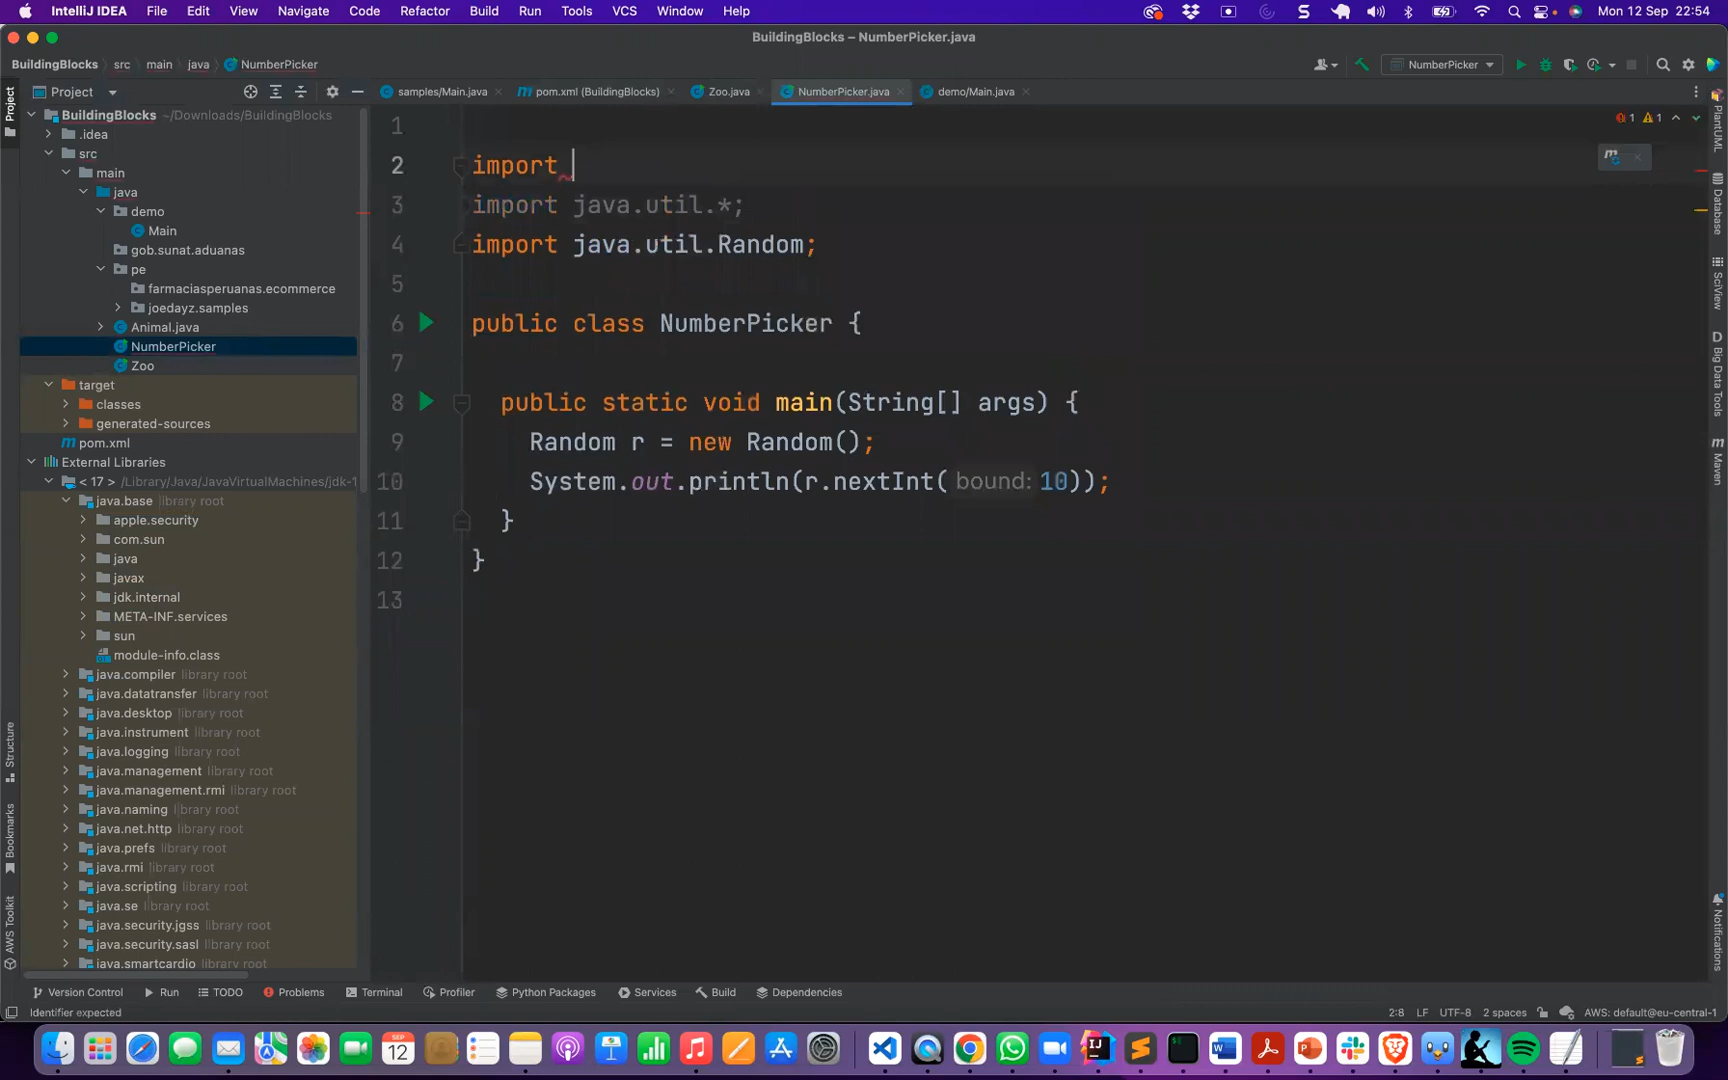 IntelliJ IDEA File Edit View Navigate Code Refactor Build Run Tools VCS Window Help Mon 12 Sep 22:54
BuildingBlocks – NumberPicker.java
BuildingBlocks src main java NumberPicker NumberPicker
Project samples/Main.java pom.xml (BuildingBlocks) Zoo.java NumberPicker.java demo/Main.java
BuildingBlocks ~/Downloads/BuildingBlocks
.idea
src
main
java
demo
Main
gob.sunat.aduanas
pe
farmaciasperuanas.ecommerce
joedayz.samples
Animal.java
NumberPicker
Zoo
target
classes
generated-sources
pom.xml
External Libraries
< 17 > /Library/Java/JavaVirtualMachines/jdk-1
java.base library root
apple.security
com.sun
java
javax
jdk.internal
META-INF.services
sun
module-info.class
java.compiler library root
java.datatransfer library root
java.desktop library root
java.instrument library root
java.logging library root
java.management library root
java.management.rmi library root
java.naming library root
java.net.http library root
java.prefs library root
java.rmi library root
java.scripting library root
java.se library root
java.security.jgss library root
java.security.sasl library root
java.smartcardio library root
1
2 import
3 import java.util.*;
4 import java.util.Random;
5
6 public class NumberPicker {
7
8 public static void main(String[] args) {
9 Random r = new Random();
10 System.out.println(r.nextInt( bound: 10));
11 }
12 }
13
1 1
Project
Structure
Bookmarks
AWS Toolkit
PlantUML
Database
SciView
Big Data Tools
Maven
Notifications
Version Control Run TODO Problems Terminal Profiler Python Packages Services Build Dependencies
Identifier expected 2:8 LF UTF-8 2 spaces AWS: default@eu-central-1
SEP
12